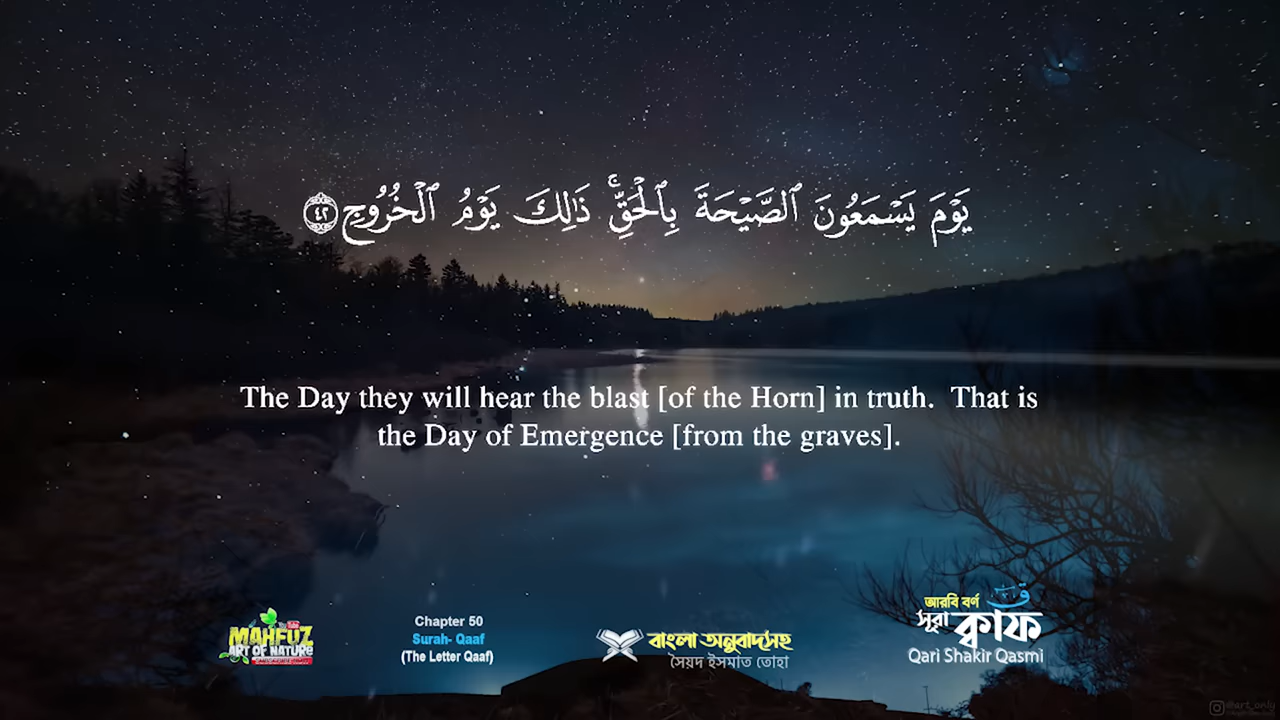 يَوْمَ يَسْمَعُونَ ٱلصَّيْحَةَ بِٱلْحَقِّ ۚ ذَٰلِكَ يَوْمُ ٱلْخُرُوجِ ٤٢
The Day they will hear the blast [of the Horn] in truth.  That is
the Day of Emergence [from the graves].
MAHFUZ
ART OF NATURE
Chapter 50
Surah- Qaaf
(The Letter Qaaf)
বাংলা অনুবাদসহ
সৈয়দ ইসমাত তোহা
আরবি বর্ণ ق
সূরা ক্বাফ
Qari Shakir Qasmi
@art_only